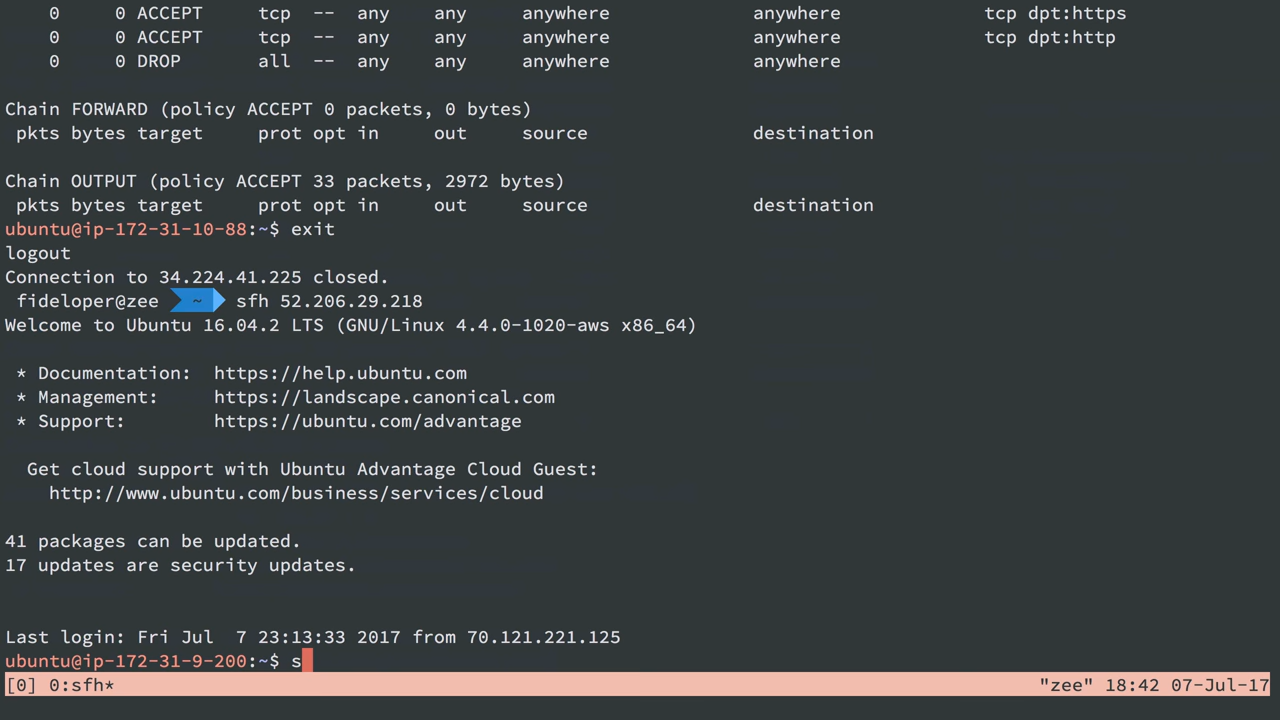 0 0 ACCEPT tcp -- any any anywhere anywhere tcp dpt:https
0 0 ACCEPT tcp -- any any anywhere anywhere tcp dpt:http
0 0 DROP all -- any any anywhere anywhere
Chain FORWARD (policy ACCEPT 0 packets, 0 bytes)
pkts bytes target prot opt in out source destination
Chain OUTPUT (policy ACCEPT 33 packets, 2972 bytes)
pkts bytes target prot opt in out source destination
ubuntu@ip-172-31-10-88:~$ exit
logout
Connection to 34.224.41.225 closed.
fideloper@zee ~ sfh 52.206.29.218
Welcome to Ubuntu 16.04.2 LTS (GNU/Linux 4.4.0-1020-aws x86_64)
* Documentation: https://help.ubuntu.com
* Management: https://landscape.canonical.com
* Support: https://ubuntu.com/advantage
Get cloud support with Ubuntu Advantage Cloud Guest:
http://www.ubuntu.com/business/services/cloud
41 packages can be updated.
17 updates are security updates.
Last login: Fri Jul 7 23:13:33 2017 from 70.121.221.125
ubuntu@ip-172-31-9-200:~$ s
[0] 0:sfh* "zee" 18:42 07-Jul-17